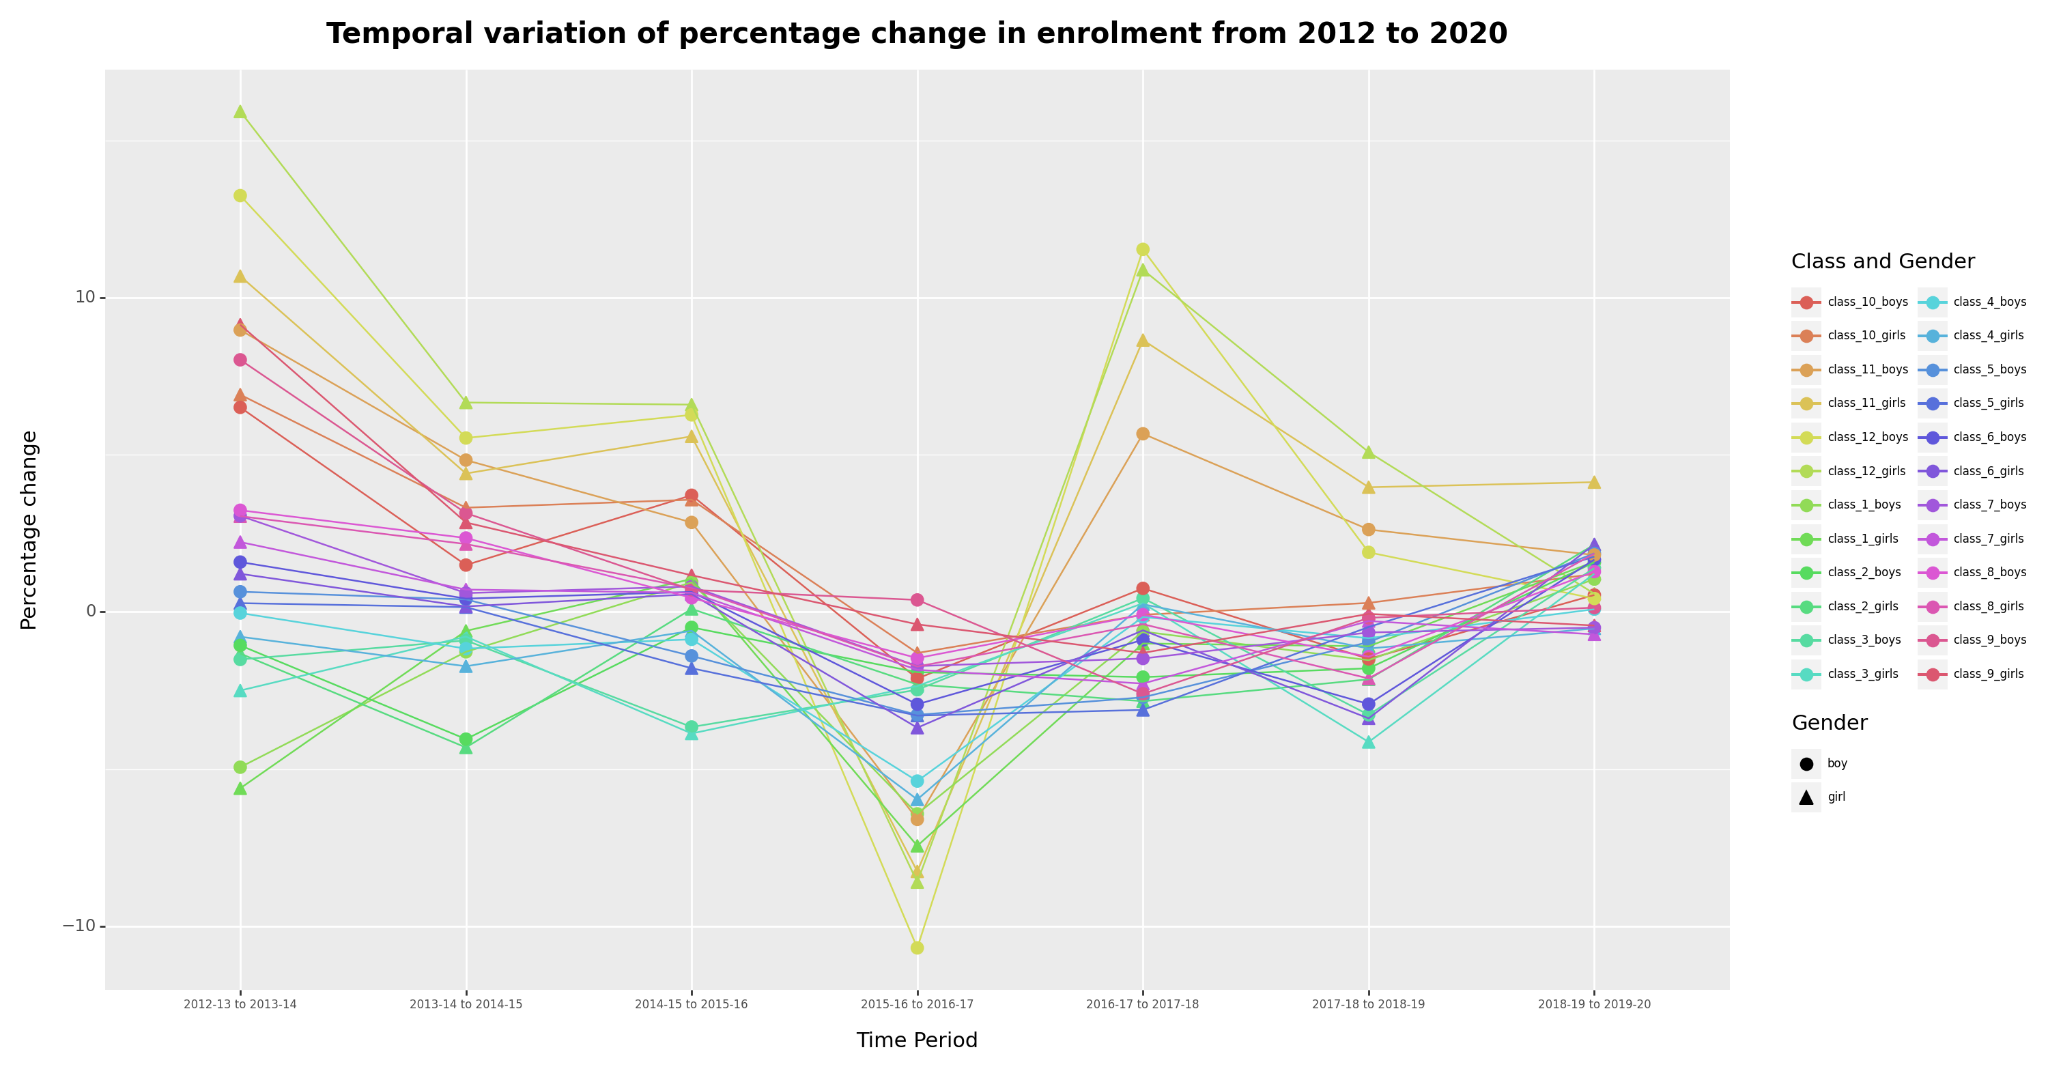 Temporal variation of percentage change in enrolment from 2012 to 2020
Percentage change
10
0
−10
2012-13 to 2013-14
2013-14 to 2014-15
2014-15 to 2015-16
2015-16 to 2016-17
2016-17 to 2017-18
2017-18 to 2018-19
2018-19 to 2019-20
Time Period
Class and Gender
class_10_boys
class_10_girls
class_11_boys
class_11_girls
class_12_boys
class_12_girls
class_1_boys
class_1_girls
class_2_boys
class_2_girls
class_3_boys
class_3_girls
class_4_boys
class_4_girls
class_5_boys
class_5_girls
class_6_boys
class_6_girls
class_7_boys
class_7_girls
class_8_boys
class_8_girls
class_9_boys
class_9_girls
Gender
boy
girl